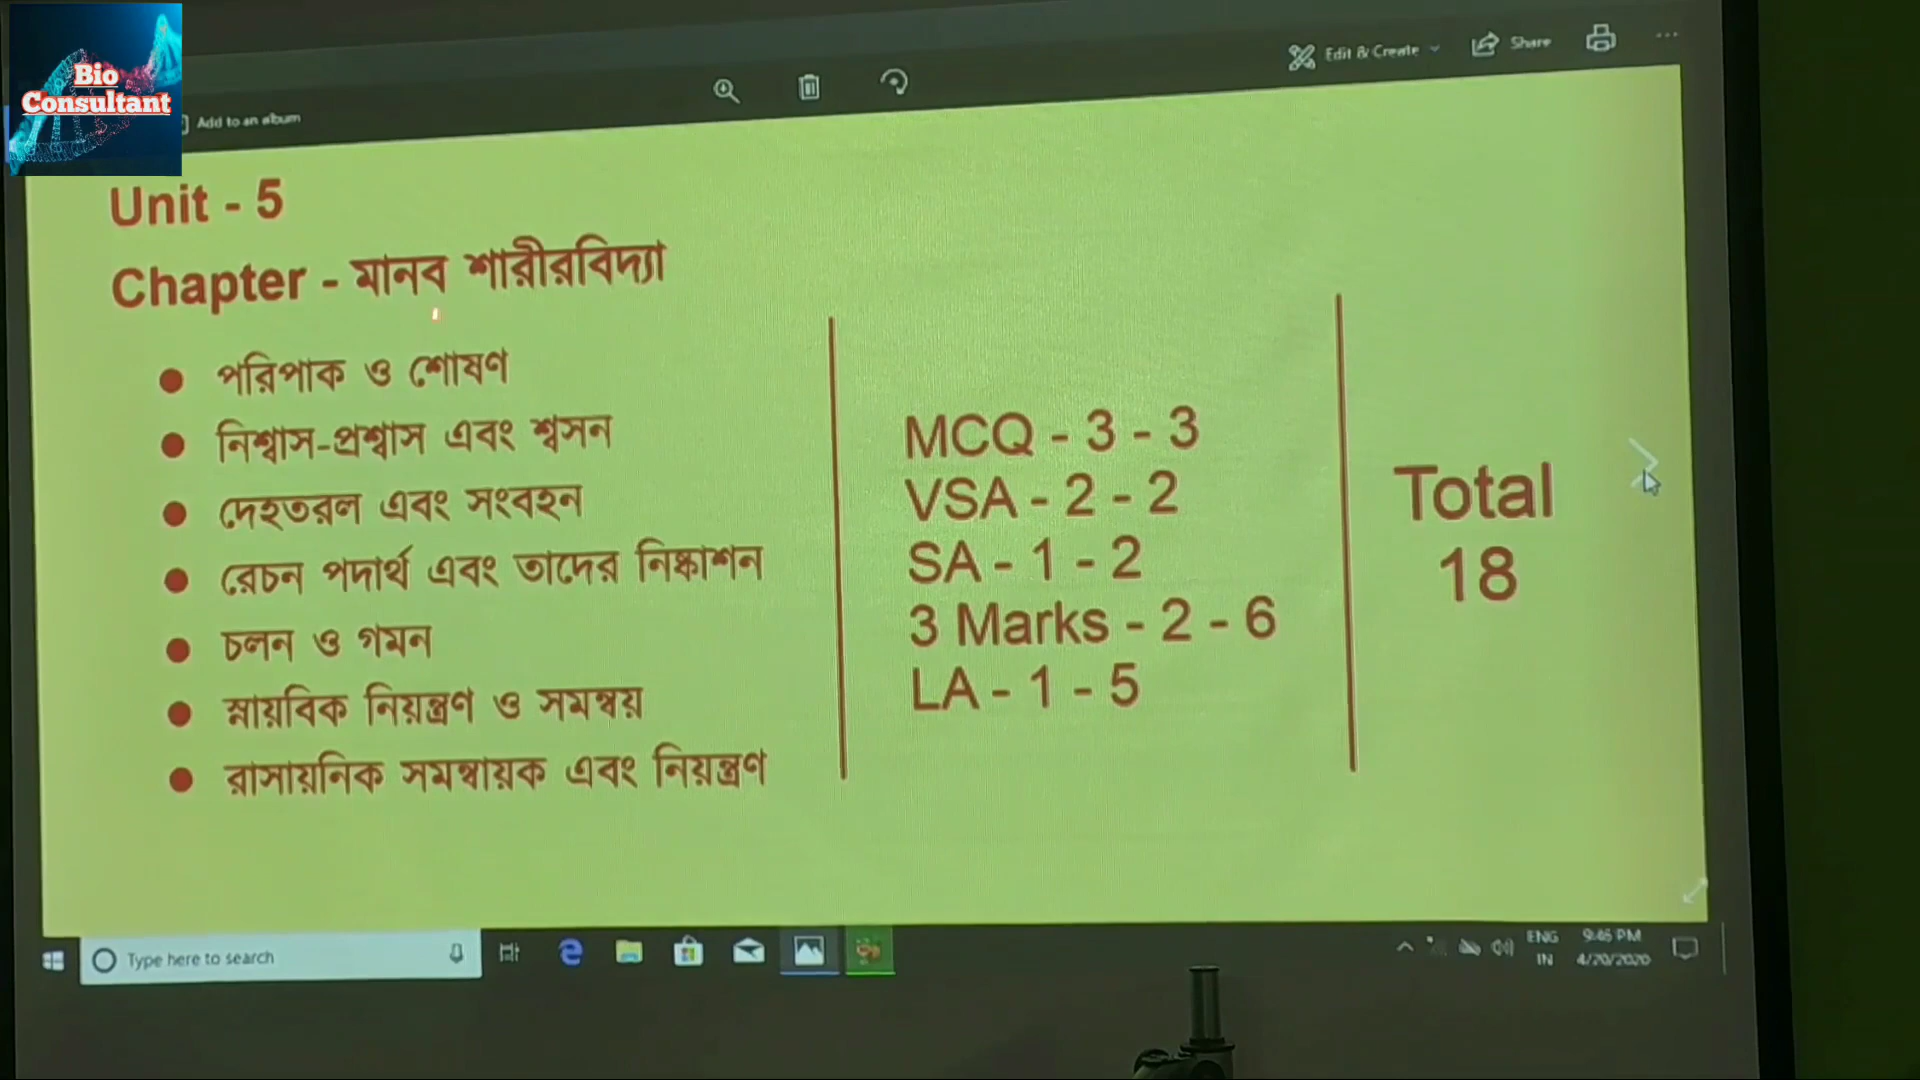 Bio
Consultant
Add to an album
Edit & Create
Share
Unit - 5
Chapter - মানব শারীরবিদ্যা
পরিপাক ও শোষণ
নিশ্বাস-প্রশ্বাস এবং শ্বসন
দেহতরল এবং সংবহন
রেচন পদার্থ এবং তাদের নিষ্কাশন
চলন ও গমন
স্নায়বিক নিয়ন্ত্রণ ও সমন্বয়
রাসায়নিক সমন্বায়ক এবং নিয়ন্ত্রণ
MCQ - 3 - 3
VSA - 2 - 2
SA - 1 - 2
3 Marks - 2 - 6
LA - 1 - 5
Total
18
Type here to search
ENG
IN
9:45 PM
4/20/2020